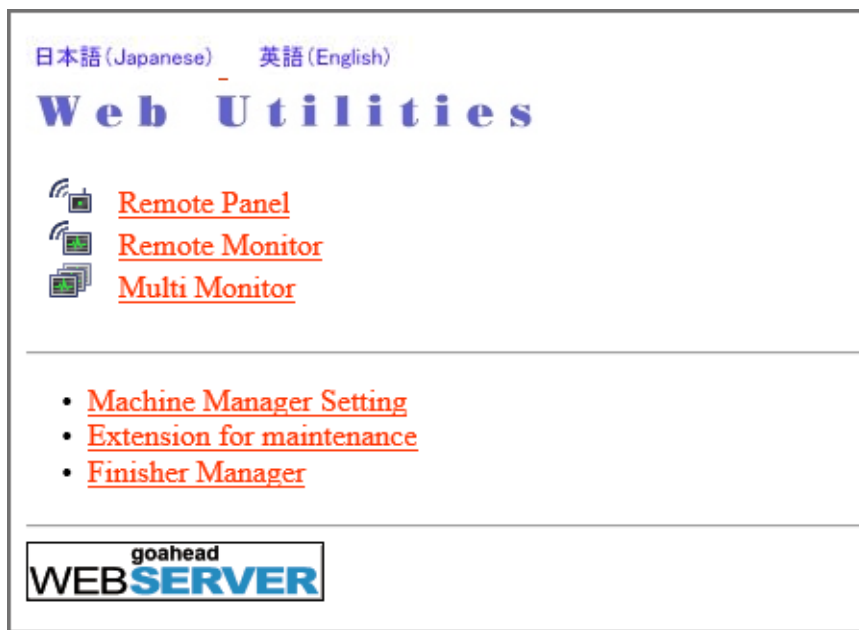 日本語(Japanese) 英語(English)
Web Utilities
Remote Panel
Remote Monitor
Multi Monitor
Machine Manager Setting
Extension for maintenance
Finisher Manager
goahead
WEBSERVER